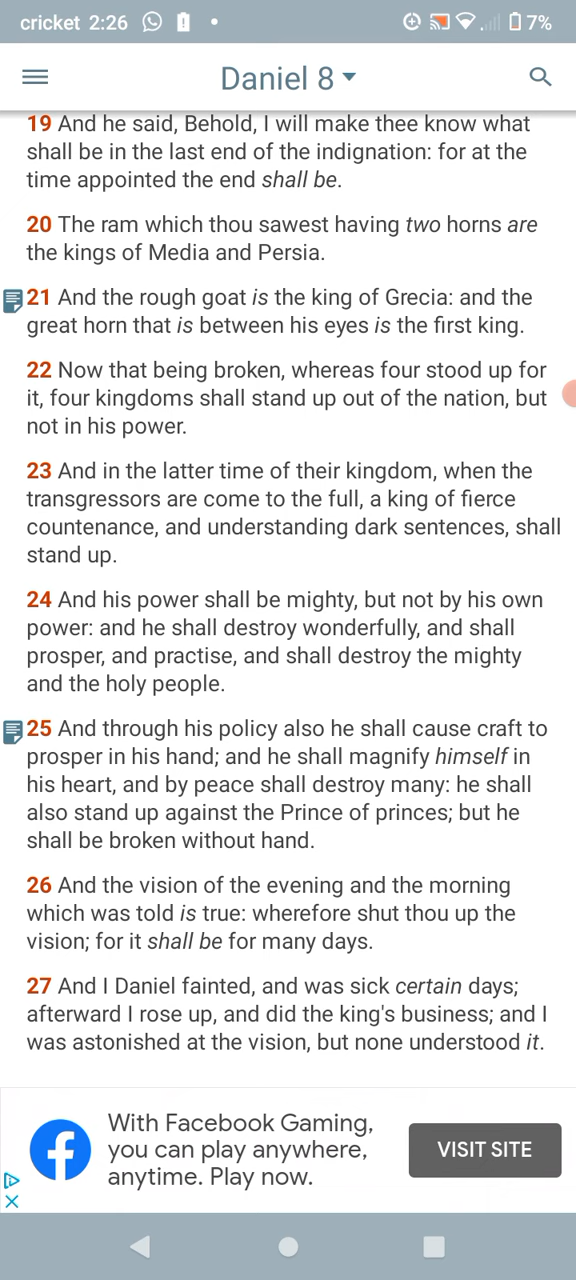 cricket 2:26 7%
Daniel 8
19 And he said, Behold, I will make thee know what
shall be in the last end of the indignation: for at the
time appointed the end shall be.
20 The ram which thou sawest having two horns are
the kings of Media and Persia.
21 And the rough goat is the king of Grecia: and the
great horn that is between his eyes is the first king.
22 Now that being broken, whereas four stood up for
it, four kingdoms shall stand up out of the nation, but
not in his power.
23 And in the latter time of their kingdom, when the
transgressors are come to the full, a king of fierce
countenance, and understanding dark sentences, shall
stand up.
24 And his power shall be mighty, but not by his own
power: and he shall destroy wonderfully, and shall
prosper, and practise, and shall destroy the mighty
and the holy people.
25 And through his policy also he shall cause craft to
prosper in his hand; and he shall magnify himself in
his heart, and by peace shall destroy many: he shall
also stand up against the Prince of princes; but he
shall be broken without hand.
26 And the vision of the evening and the morning
which was told is true: wherefore shut thou up the
vision; for it shall be for many days.
27 And I Daniel fainted, and was sick certain days;
afterward I rose up, and did the king's business; and I
was astonished at the vision, but none understood it.
With Facebook Gaming,
you can play anywhere,
anytime. Play now.
VISIT SITE